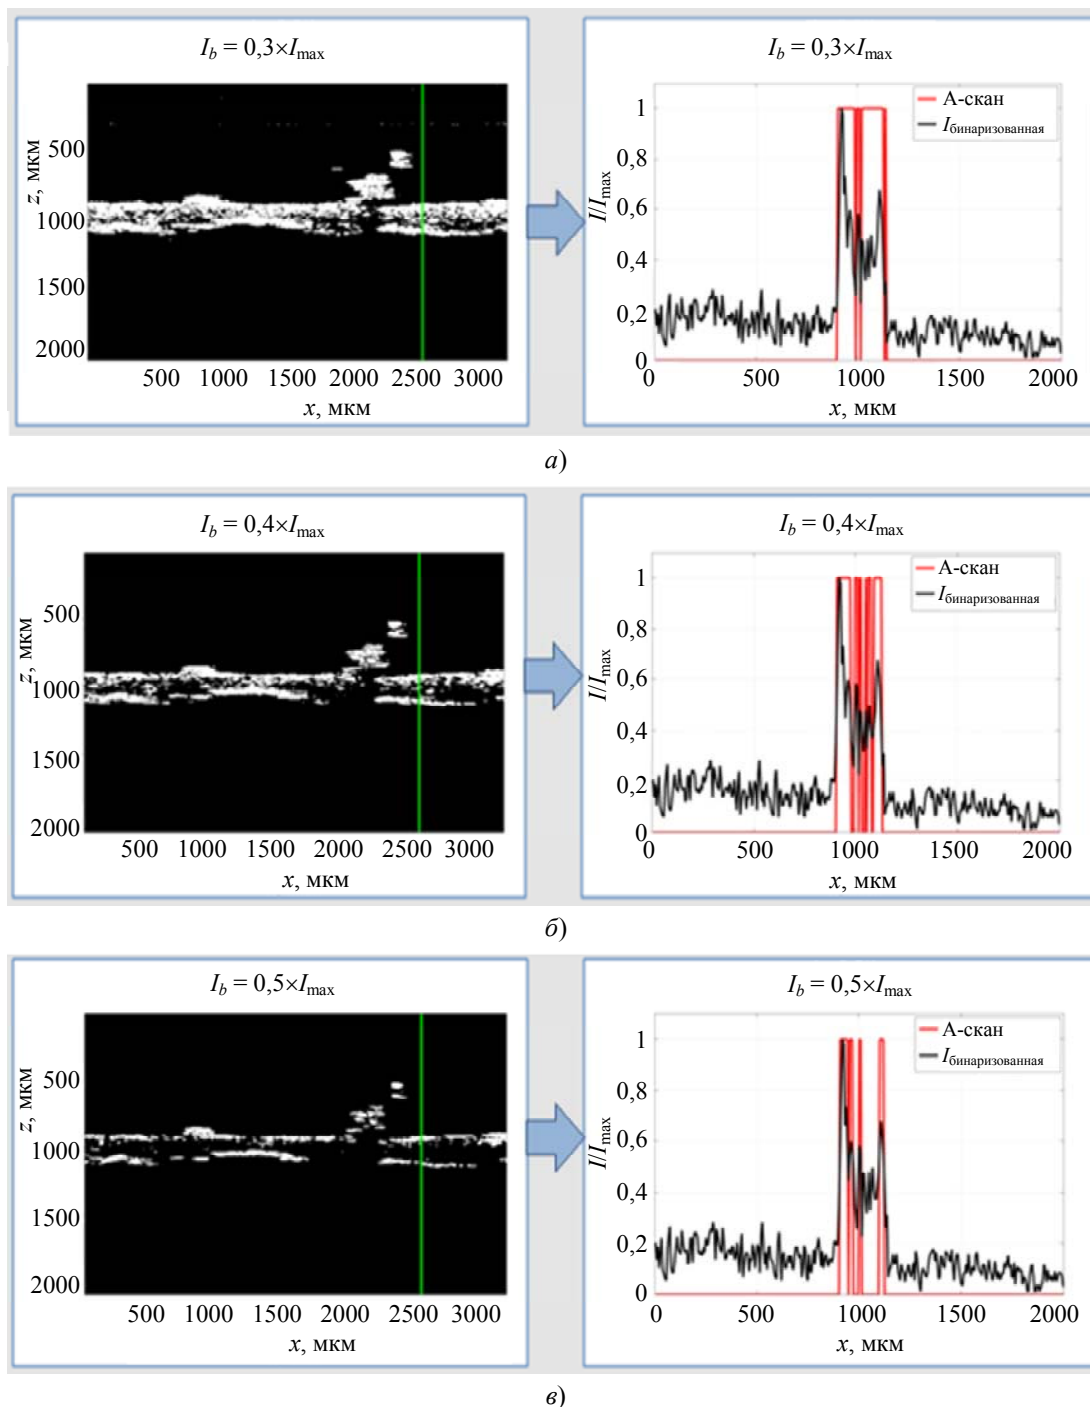 I_b = 0,3×I_max
z, мкм
500
1000
1500
2000
500 1000 1500 2000 2500 3000
x, мкм
I_b = 0,3×I_max
I/I_max
1
0,8
0,6
0,4
0,2
0
А-скан
I_бинаризованная
0 500 1000 1500 2000
x, мкм
а)
I_b = 0,4×I_max
z, мкм
500
1000
1500
2000
500 1000 1500 2000 2500 3000
x, мкм
I_b = 0,4×I_max
I/I_max
1
0,8
0,6
0,4
0,2
0
А-скан
I_бинаризованная
0 500 1000 1500 2000
x, мкм
б)
I_b = 0,5×I_max
z, мкм
500
1000
1500
2000
500 1000 1500 2000 2500 3000
x, мкм
I_b = 0,5×I_max
I/I_max
1
0,8
0,6
0,4
0,2
0
А-скан
I_бинаризованная
0 500 1000 1500 2000
x, мкм
в)